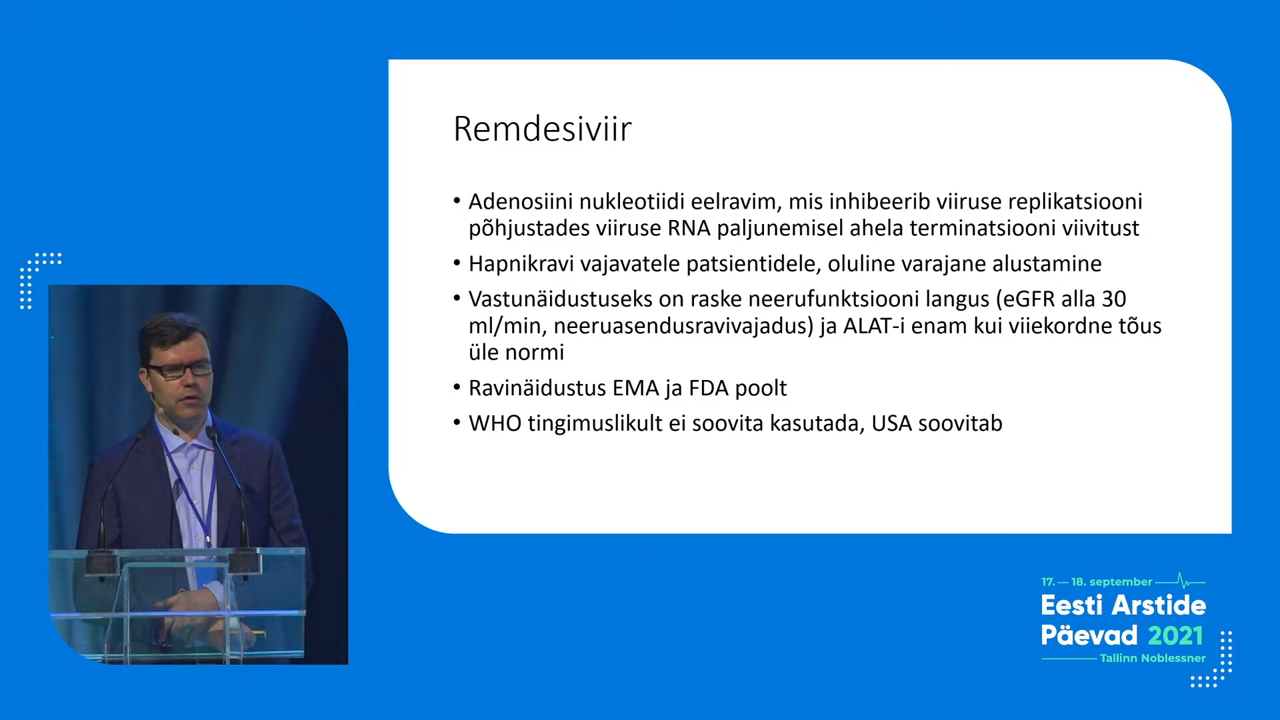 Remdesiviir
• Adenosiini nukleotiidi eelravim, mis inhibeerib viiruse replikatsiooni
põhjustades viiruse RNA paljunemisel ahela terminatsiooni viivitust
• Hapnikravi vajavatele patsientidele, oluline varajane alustamine
• Vastunäidustuseks on raske neerufunktsiooni langus (eGFR alla 30
ml/min, neeruasendusravivajadus) ja ALAT-i enam kui viiekordne tõus
üle normi
• Ravinäidustus EMA ja FDA poolt
• WHO tingimuslikult ei soovita kasutada, USA soovitab
17. — 18. september
Eesti Arstide
Päevad 2021
Tallinn Noblessner